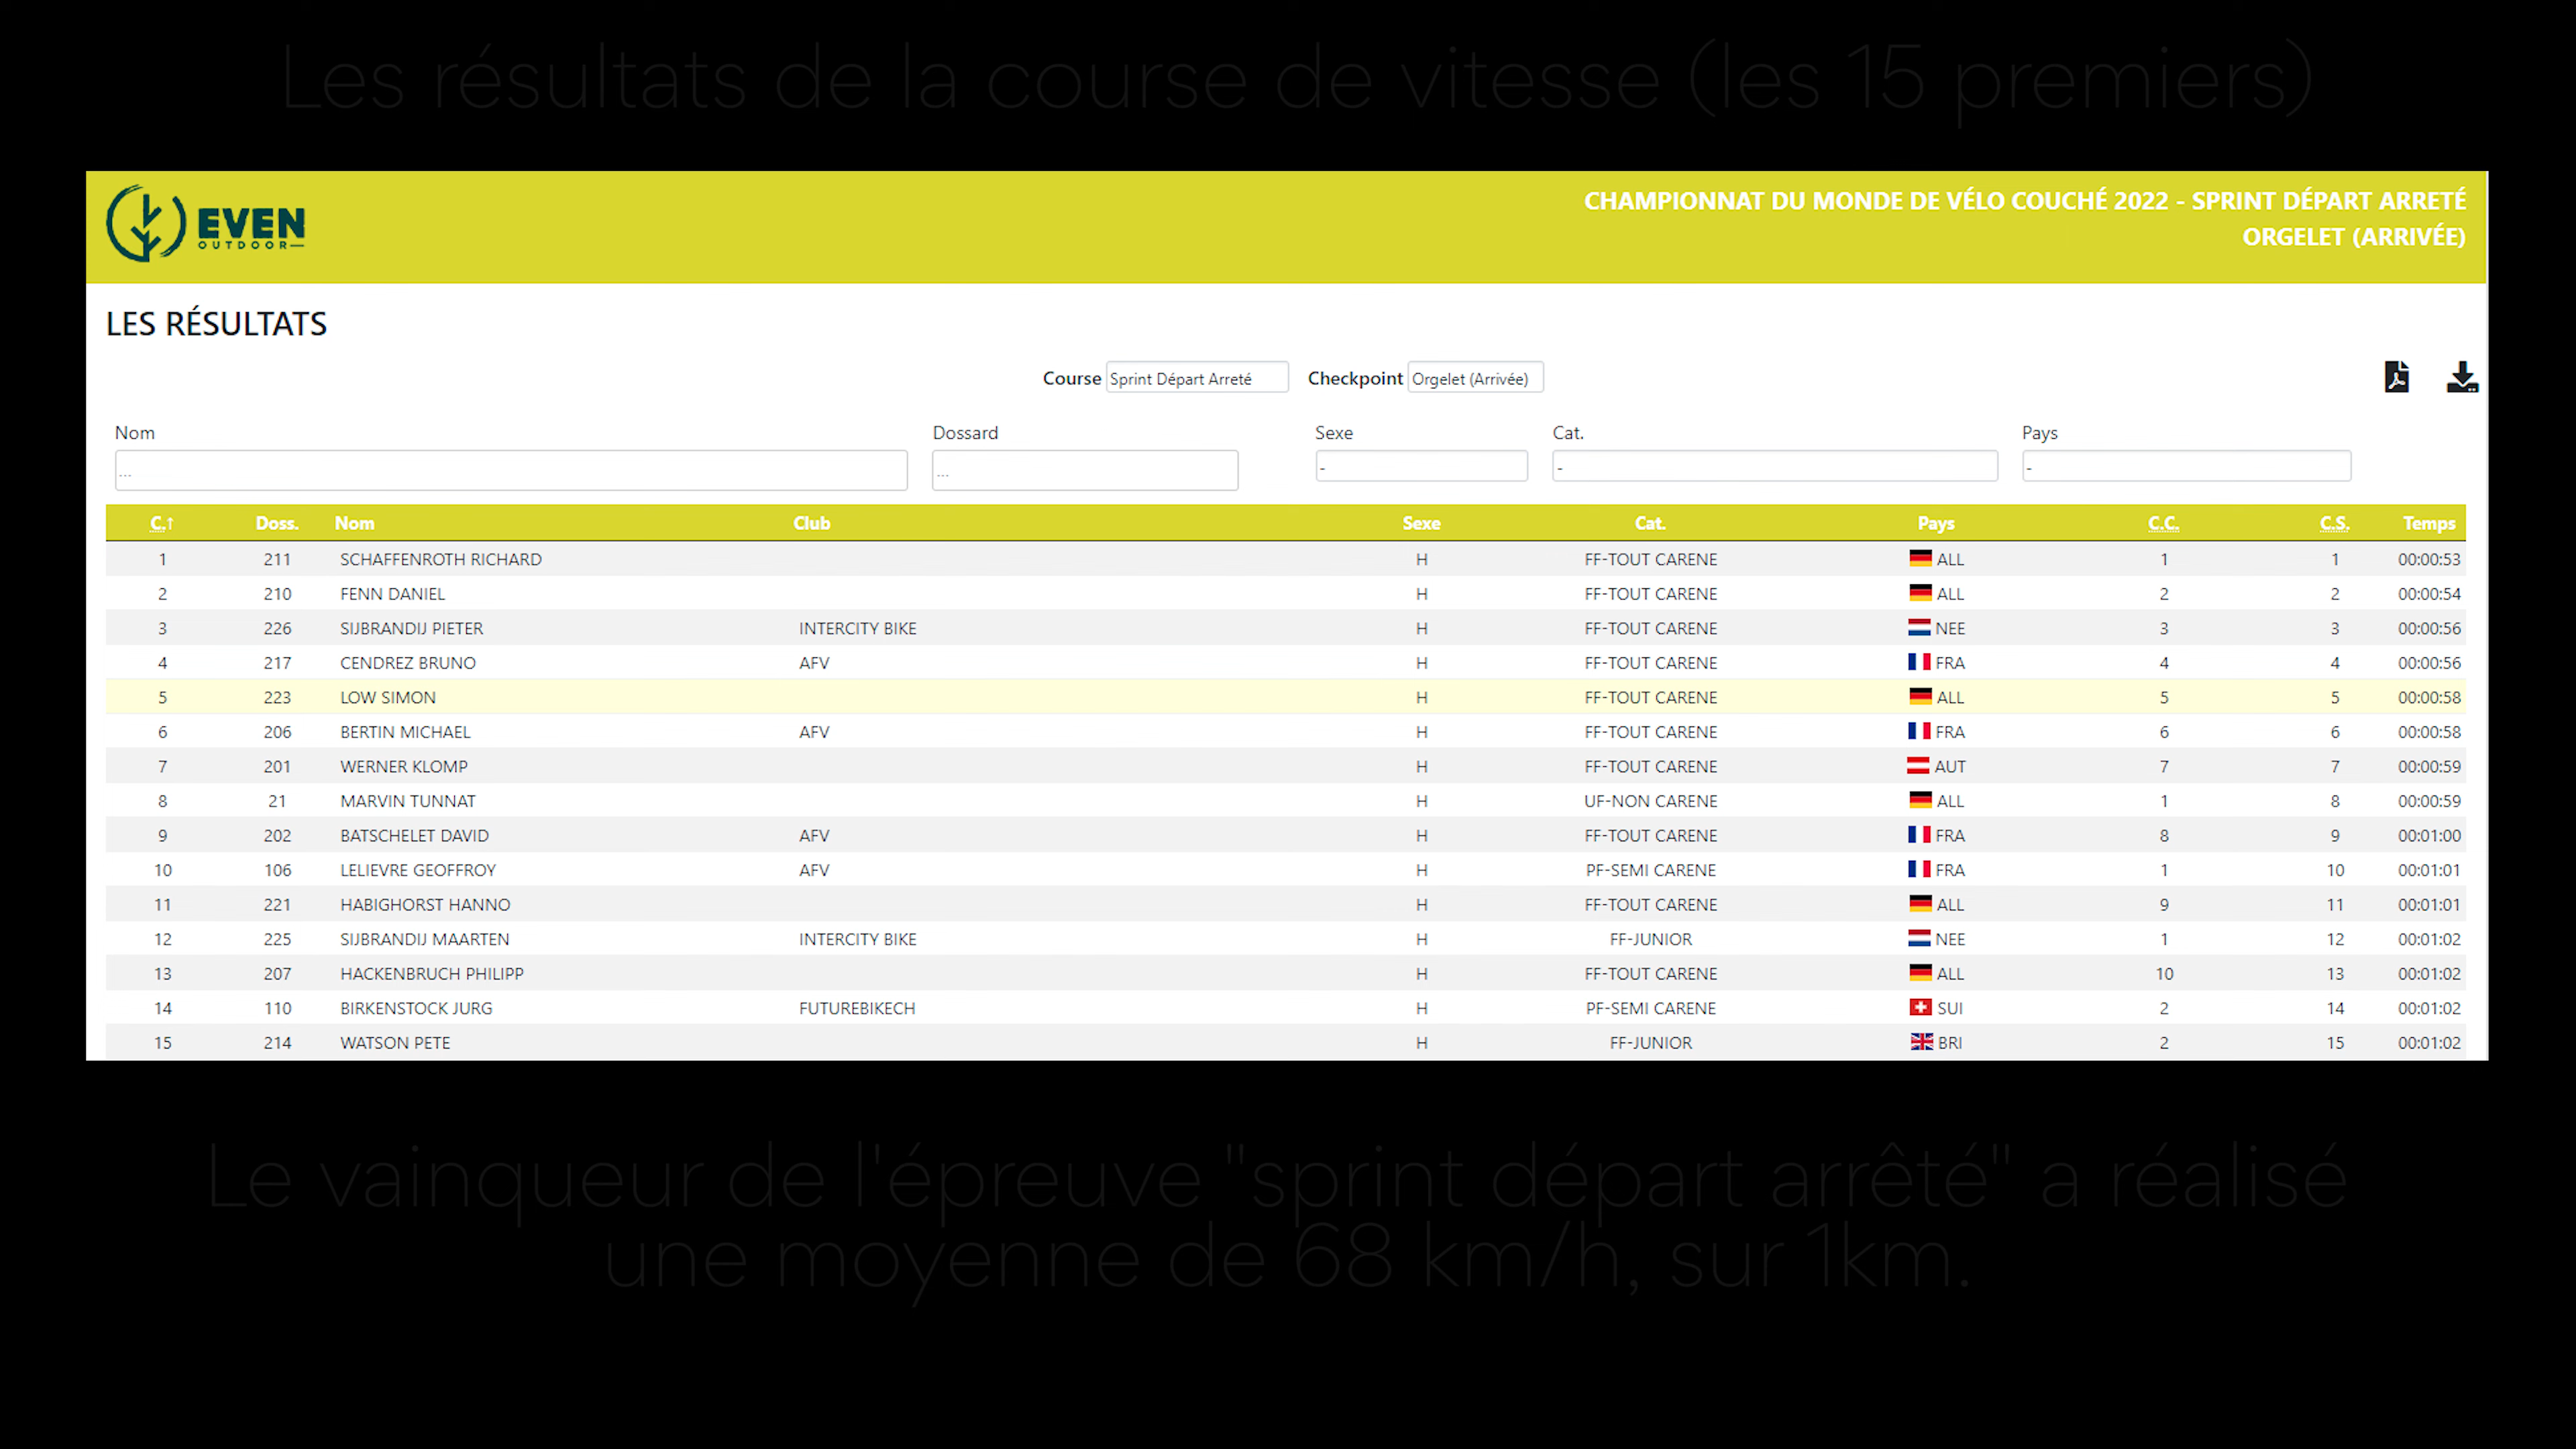 Les résultats de la course de vitesse (les 15 premiers)
EVEN
OUTDOOR
CHAMPIONNAT DU MONDE DE VÉLO COUCHÉ 2022 - SPRINT DÉPART ARRETÉ
ORGELET (ARRIVÉE)
LES RÉSULTATS
Course Sprint Départ Arreté Checkpoint Orgelet (Arrivée)
Nom Dossard Sexe Cat. Pays
... ... - - -
C.↑ Doss. Nom Club Sexe Cat. Pays C.C. C.S. Temps
1 211 SCHAFFENROTH RICHARD H FF-TOUT CARENE ALL 1 1 00:00:53
2 210 FENN DANIEL H FF-TOUT CARENE ALL 2 2 00:00:54
3 226 SIJBRANDIJ PIETER INTERCITY BIKE H FF-TOUT CARENE NEE 3 3 00:00:56
4 217 CENDREZ BRUNO AFV H FF-TOUT CARENE FRA 4 4 00:00:56
5 223 LOW SIMON H FF-TOUT CARENE ALL 5 5 00:00:58
6 206 BERTIN MICHAEL AFV H FF-TOUT CARENE FRA 6 6 00:00:58
7 201 WERNER KLOMP H FF-TOUT CARENE AUT 7 7 00:00:59
8 21 MARVIN TUNNAT H UF-NON CARENE ALL 1 8 00:00:59
9 202 BATSCHELET DAVID AFV H FF-TOUT CARENE FRA 8 9 00:01:00
10 106 LELIEVRE GEOFFROY AFV H PF-SEMI CARENE FRA 1 10 00:01:01
11 221 HABIGHORST HANNO H FF-TOUT CARENE ALL 9 11 00:01:01
12 225 SIJBRANDIJ MAARTEN INTERCITY BIKE H FF-JUNIOR NEE 1 12 00:01:02
13 207 HACKENBRUCH PHILIPP H FF-TOUT CARENE ALL 10 13 00:01:02
14 110 BIRKENSTOCK JURG FUTUREBIKECH H PF-SEMI CARENE SUI 2 14 00:01:02
15 214 WATSON PETE H FF-JUNIOR BRI 2 15 00:01:02
Le vainqueur de l'épreuve "sprint départ arrêté" a réalisé
une moyenne de 68 km/h, sur 1km.